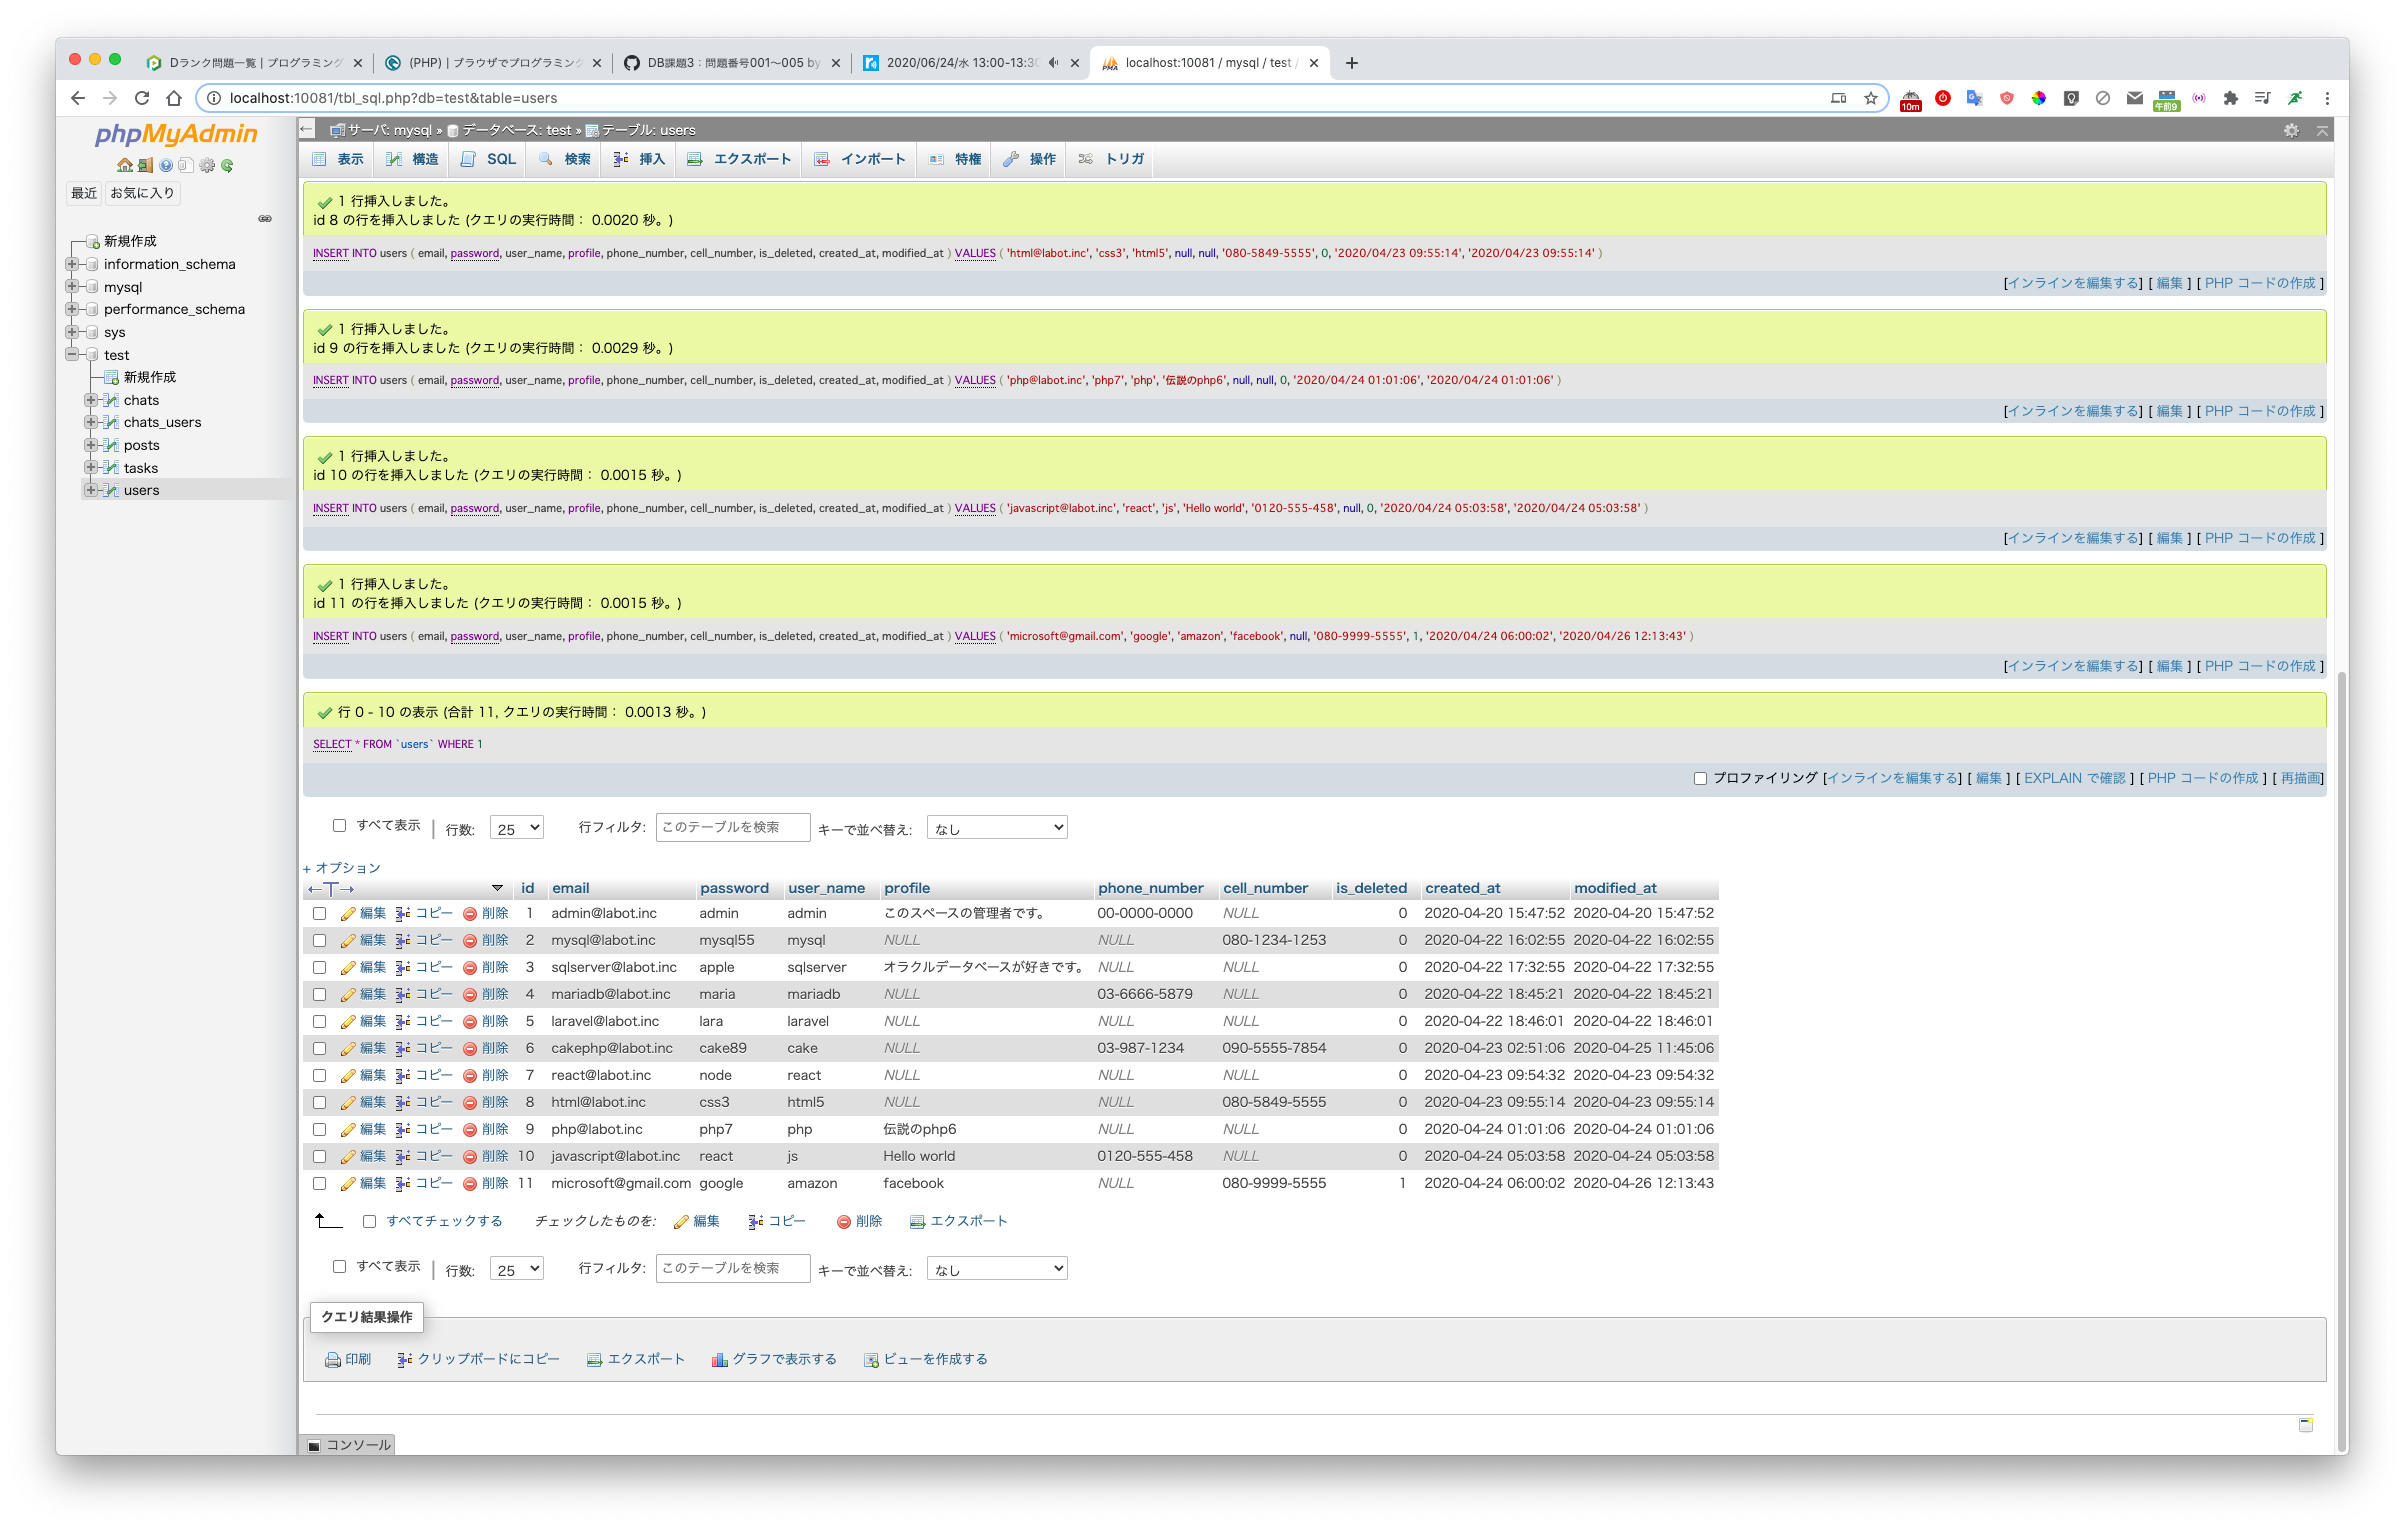 Dランク問題一覧 | プログラミング
(PHP) | ブラウザでプログラミング
DB課題3：問題番号001〜005 by
2020/06/24/水 13:00-13:30
localhost:10081 / mysql / test /
localhost:10081/tbl_sql.php?db=test&table=users
10m
午前9
phpMyAdmin
最近 お気に入り
新規作成
information_schema
mysql
performance_schema
sys
test
新規作成
chats
chats_users
posts
tasks
users
サーバ: mysql » データベース: test » テーブル: users
表示 構造 SQL 検索 挿入 エクスポート インポート 特権 操作 トリガ
1 行挿入しました。
id 8 の行を挿入しました (クエリの実行時間： 0.0020 秒。)
INSERT INTO users ( email, password, user_name, profile, phone_number, cell_number, is_deleted, created_at, modified_at ) VALUES ( 'html@labot.inc', 'css3', 'html5', null, null, '080-5849-5555', 0, '2020/04/23 09:55:14', '2020/04/23 09:55:14' )
[インラインを編集する] [ 編集 ] [ PHP コードの作成 ]
1 行挿入しました。
id 9 の行を挿入しました (クエリの実行時間： 0.0029 秒。)
INSERT INTO users ( email, password, user_name, profile, phone_number, cell_number, is_deleted, created_at, modified_at ) VALUES ( 'php@labot.inc', 'php7', 'php', '伝説のphp6', null, null, 0, '2020/04/24 01:01:06', '2020/04/24 01:01:06' )
[インラインを編集する] [ 編集 ] [ PHP コードの作成 ]
1 行挿入しました。
id 10 の行を挿入しました (クエリの実行時間： 0.0015 秒。)
INSERT INTO users ( email, password, user_name, profile, phone_number, cell_number, is_deleted, created_at, modified_at ) VALUES ( 'javascript@labot.inc', 'react', 'js', 'Hello world', '0120-555-458', null, 0, '2020/04/24 05:03:58', '2020/04/24 05:03:58' )
[インラインを編集する] [ 編集 ] [ PHP コードの作成 ]
1 行挿入しました。
id 11 の行を挿入しました (クエリの実行時間： 0.0015 秒。)
INSERT INTO users ( email, password, user_name, profile, phone_number, cell_number, is_deleted, created_at, modified_at ) VALUES ( 'microsoft@gmail.com', 'google', 'amazon', 'facebook', null, '080-9999-5555', 1, '2020/04/24 06:00:02', '2020/04/26 12:13:43' )
[インラインを編集する] [ 編集 ] [ PHP コードの作成 ]
行 0 - 10 の表示 (合計 11, クエリの実行時間： 0.0013 秒。)
SELECT * FROM `users` WHERE 1
プロファイリング [インラインを編集する] [ 編集 ] [ EXPLAIN で確認 ] [ PHP コードの作成 ] [ 再描画]
すべて表示 | 行数: 25 行フィルタ: このテーブルを検索 キーで並べ替え: なし
+ オプション
←T→ id email password user_name profile phone_number cell_number is_deleted created_at modified_at
編集 コピー 削除 1 admin@labot.inc admin admin このスペースの管理者です。 00-0000-0000 NULL 0 2020-04-20 15:47:52 2020-04-20 15:47:52
編集 コピー 削除 2 mysql@labot.inc mysql55 mysql NULL NULL 080-1234-1253 0 2020-04-22 16:02:55 2020-04-22 16:02:55
編集 コピー 削除 3 sqlserver@labot.inc apple sqlserver オラクルデータベースが好きです。 NULL NULL 0 2020-04-22 17:32:55 2020-04-22 17:32:55
編集 コピー 削除 4 mariadb@labot.inc maria mariadb NULL 03-6666-5879 NULL 0 2020-04-22 18:45:21 2020-04-22 18:45:21
編集 コピー 削除 5 laravel@labot.inc lara laravel NULL NULL NULL 0 2020-04-22 18:46:01 2020-04-22 18:46:01
編集 コピー 削除 6 cakephp@labot.inc cake89 cake NULL 03-987-1234 090-5555-7854 0 2020-04-23 02:51:06 2020-04-25 11:45:06
編集 コピー 削除 7 react@labot.inc node react NULL NULL NULL 0 2020-04-23 09:54:32 2020-04-23 09:54:32
編集 コピー 削除 8 html@labot.inc css3 html5 NULL NULL 080-5849-5555 0 2020-04-23 09:55:14 2020-04-23 09:55:14
編集 コピー 削除 9 php@labot.inc php7 php 伝説のphp6 NULL NULL 0 2020-04-24 01:01:06 2020-04-24 01:01:06
編集 コピー 削除 10 javascript@labot.inc react js Hello world 0120-555-458 NULL 0 2020-04-24 05:03:58 2020-04-24 05:03:58
編集 コピー 削除 11 microsoft@gmail.com google amazon facebook NULL 080-9999-5555 1 2020-04-24 06:00:02 2020-04-26 12:13:43
すべてチェックする チェックしたものを: 編集 コピー 削除 エクスポート
すべて表示 | 行数: 25 行フィルタ: このテーブルを検索 キーで並べ替え: なし
クエリ結果操作
印刷 クリップボードにコピー エクスポート グラフで表示する ビューを作成する
コンソール